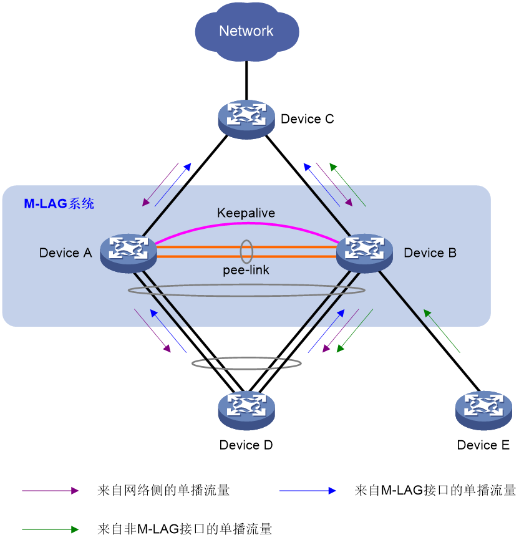 Network
Device C
M-LAG系统
Keepalive
Device A
Device B
pee-link
Device D
Device E
来自网络侧的单播流量
来自M-LAG接口的单播流量
来自非M-LAG接口的单播流量